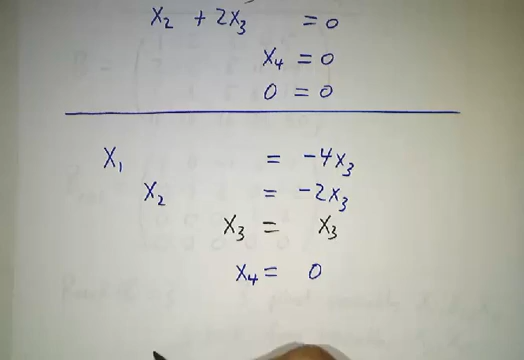 x₂ + 2x₃ = 0
x₄ = 0
0 = 0
x₁ = -4x₃
x₂ = -2x₃
x₃ = x₃
x₄ = 0